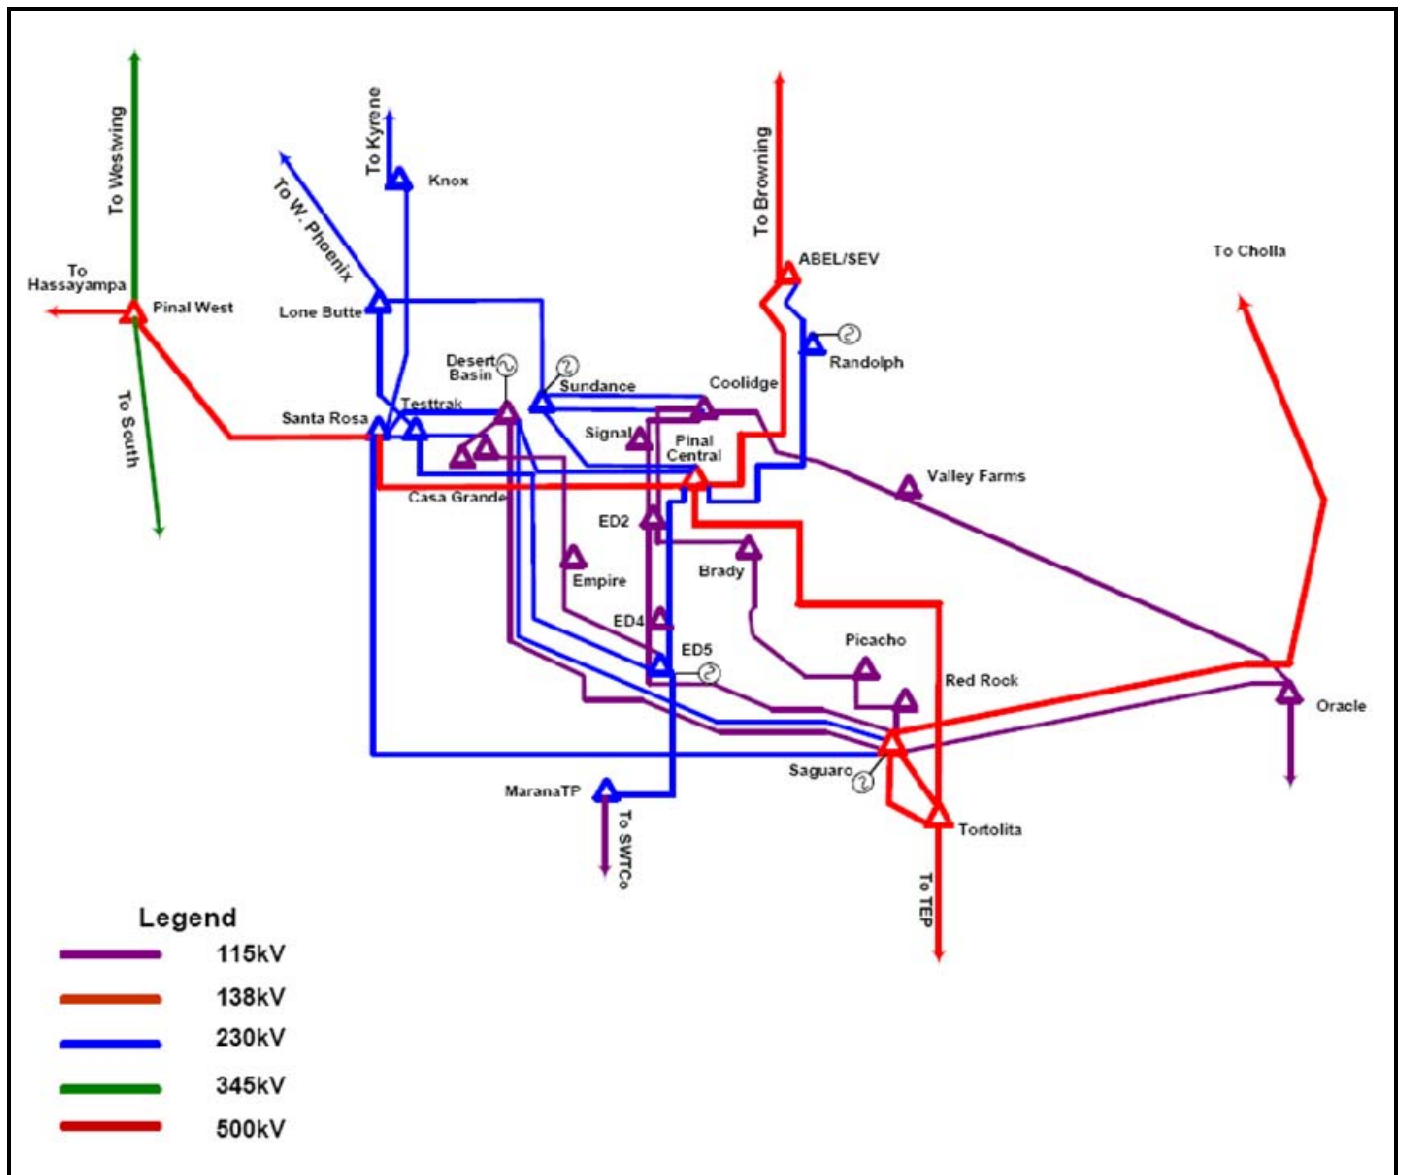 To Westwing
To Kyrene
Knox
To W. Phoenix
To Browning
ABEL/SEV
To Cholla
To
Hassayampa
Pinal West
Lone Butte
Randolph
Desert
Basin
Sundance
Coolidge
To South
Santa Rosa
Testtrak
Signal
Pinal
Central
Casa Grande
Valley Farms
ED2
Brady
Empire
ED4
ED5
Picacho
Red Rock
Oracle
Saguaro
MaranaTP
To SWTCo
Tortolita
To TEP
Legend
115kV
138kV
230kV
345kV
500kV